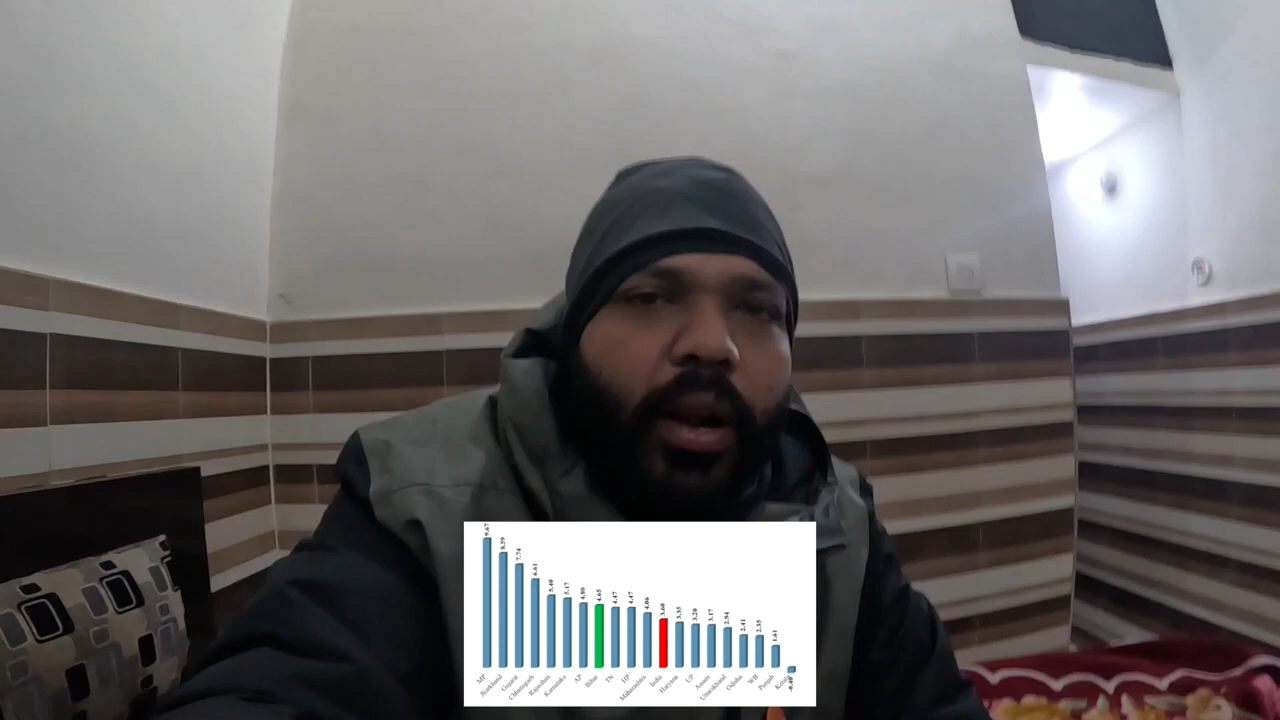 9.67
8.59
7.74
6.61
5.40
5.17
4.80
4.65
4.47
4.47
4.06
3.60
3.35
3.20
3.17
2.94
2.41
2.35
1.61
MP
Jharkhand
Gujarat
Chhattisgarh
Rajasthan
Karnataka
AP
Bihar
TN
HP
Maharashtra
India
Haryana
UP
Assam
Uttarakhand
Odisha
WB
Punjab
Kerala